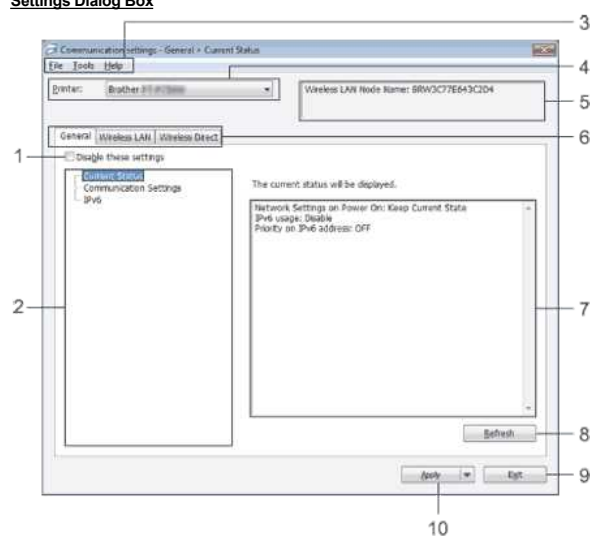 Settings Dialog Box
3
Communication settings - General > Current Status
File Tools Help
4
Printer: Brother
Wireless LAN Node Name: BRW3C77E643C2D4
5
General Wireless LAN Wireless Direct
6
1
Disable these settings
Current Status
Communication Settings
IPv6
The current status will be displayed.
Network Settings on Power On: Keep Current State
IPv6 usage: Disable
Priority on IPv6 address: OFF
2
7
Refresh
8
Apply Exit
9
10